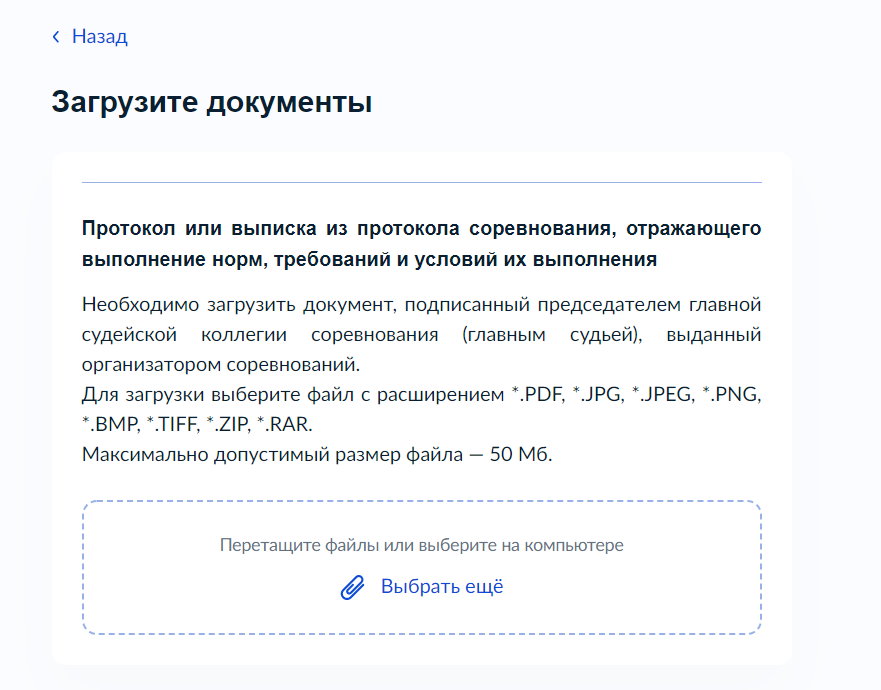 Назад
Загрузите документы
Протокол или выписка из протокола соревнования, отражающего
выполнение норм, требований и условий их выполнения
Необходимо загрузить документ, подписанный председателем главной
судейской коллегии соревнования (главным судьей), выданный
организатором соревнований.
Для загрузки выберите файл с расширением *.PDF, *.JPG, *.JPEG, *.PNG,
*.BMP, *.TIFF, *.ZIP, *.RAR.
Максимально допустимый размер файла — 50 Мб.
Перетащите файлы или выберите на компьютере
Выбрать ещё